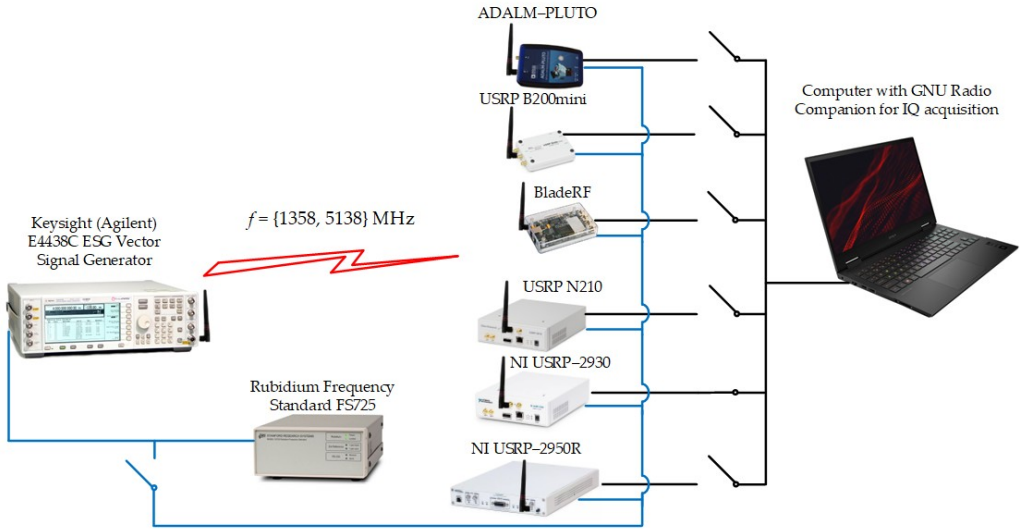 ADALM–PLUTO
USRP B200mini
Computer with GNU Radio
Companion for IQ acquisition
BladeRF
Keysight (Agilent)
E4438C ESG Vector
Signal Generator
f = {1358, 5138} MHz
USRP N210
NI USRP–2930
Rubidium Frequency
Standard FS725
NI USRP–2950R